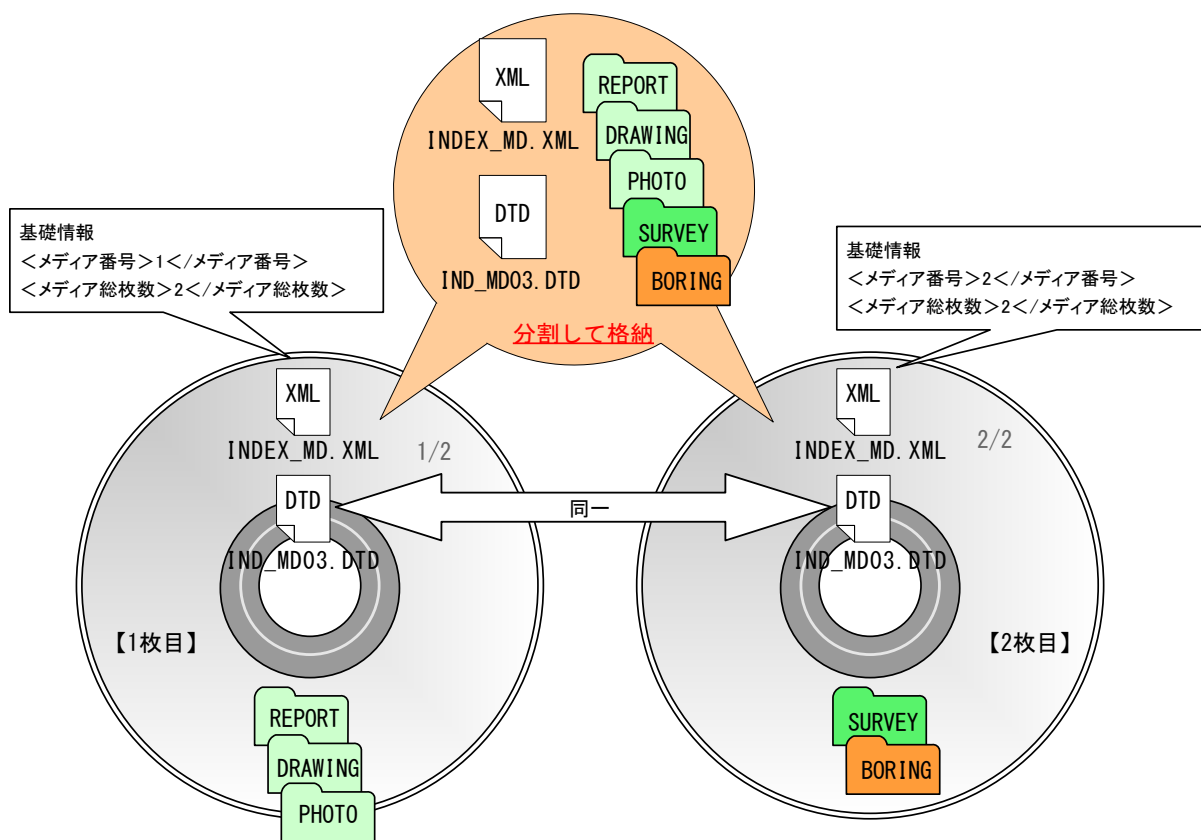 XML
INDEX_MD.XML
DTD
IND_MD03.DTD
REPORT
DRAWING
PHOTO
SURVEY
BORING
分割して格納
基礎情報
<メディア番号>1</メディア番号>
<メディア総枚数>2</メディア総枚数>
基礎情報
<メディア番号>2</メディア番号>
<メディア総枚数>2</メディア総枚数>
XML
INDEX_MD.XML
1/2
DTD
IND_MD03.DTD
【1枚目】
REPORT
DRAWING
PHOTO
同一
XML
INDEX_MD.XML
2/2
DTD
IND_MD03.DTD
【2枚目】
SURVEY
BORING